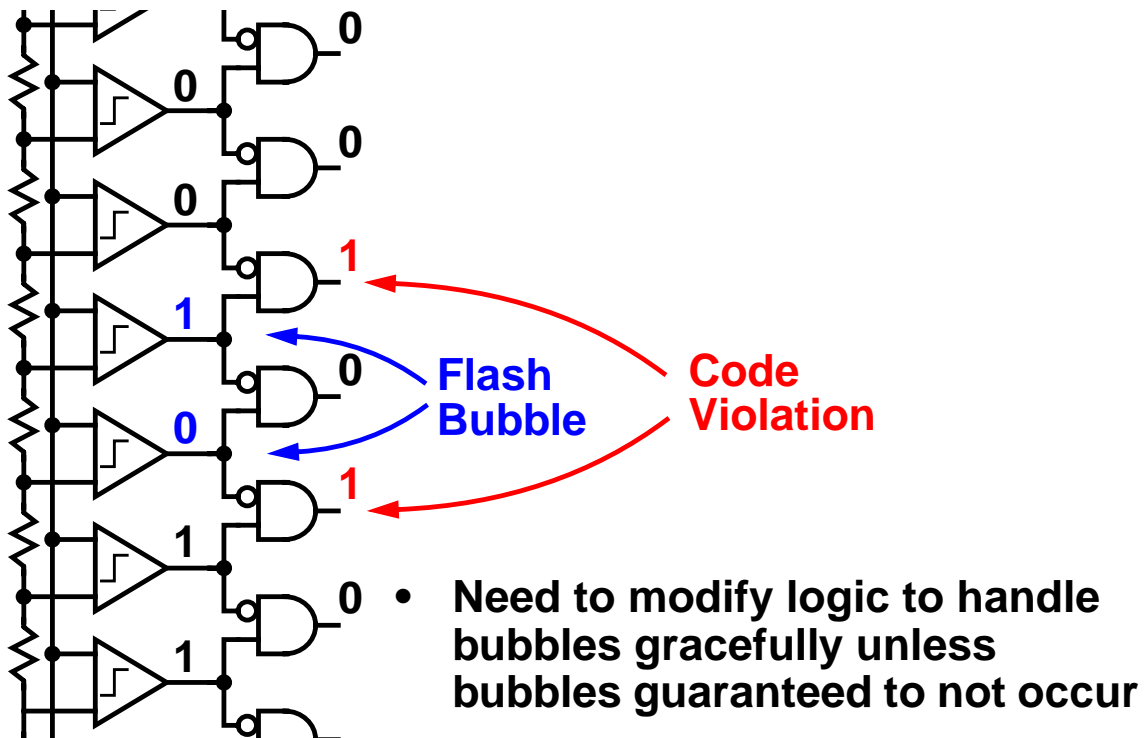 0
0
0
0
1
1
0
0
1
1
0
1
Flash
Bubble
Code
Violation
• Need to modify logic to handle
bubbles gracefully unless
bubbles guaranteed to not occur